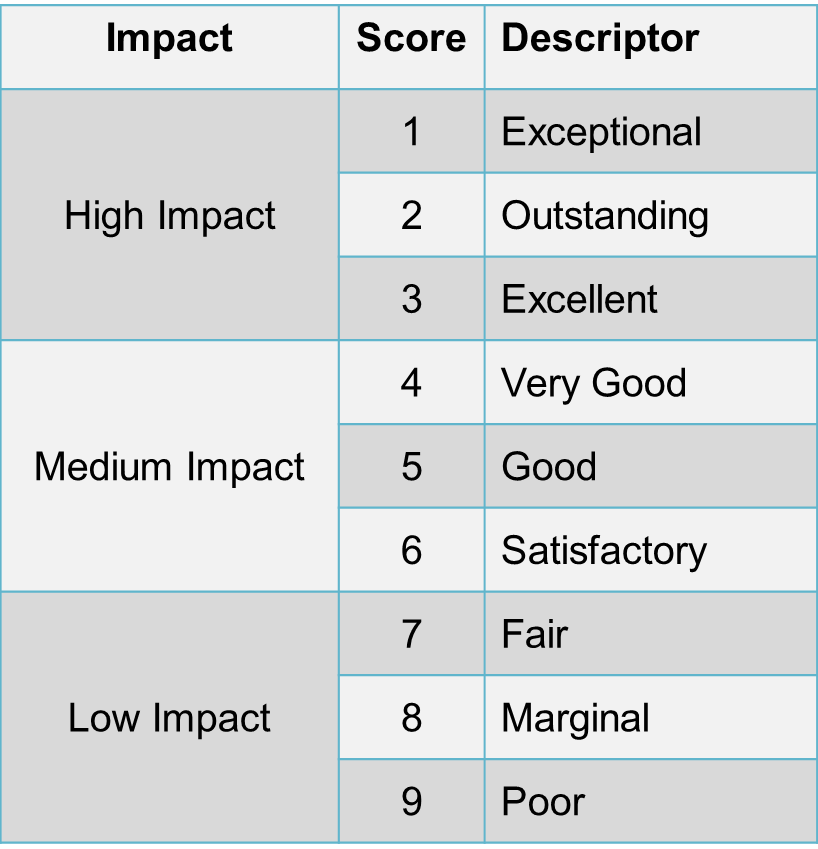 Impact Score Descriptor
1 Exceptional
High Impact 2 Outstanding
3 Excellent
4 Very Good
Medium Impact 5 Good
6 Satisfactory
7 Fair
Low Impact 8 Marginal
9 Poor